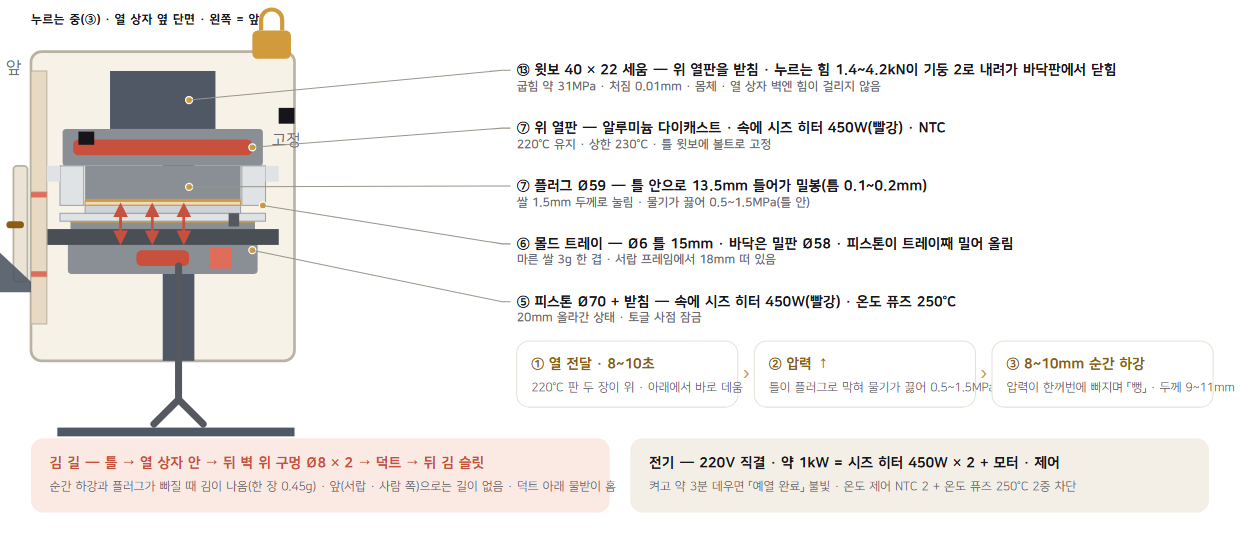 누르는 중(③) · 열 상자 옆 단면 · 왼쪽 = 앞
앞
고정
⑬ 윗보 40 × 22 세움 — 위 열판을 받침 · 누르는 힘 1.4~4.2kN이 기둥 2로 내려가 바닥판에서 닫힘
굽힘 약 31MPa · 처짐 0.01mm · 몸체 · 열 상자 벽엔 힘이 걸리지 않음
⑦ 위 열판 — 알루미늄 다이캐스트 · 속에 시즈 히터 450W(빨강) · NTC
220℃ 유지 · 상한 230℃ · 틀 윗보에 볼트로 고정
⑦ 플러그 Ø59 — 틀 안으로 13.5mm 들어가 밀봉(틈 0.1~0.2mm)
쌀 1.5mm 두께로 눌림 · 물기가 끓어 0.5~1.5MPa(틀 안)
⑥ 몰드 트레이 — Ø6 틀 15mm · 바닥은 밀판 Ø58 · 피스톤이 트레이째 밀어 올림
마른 쌀 3g 한 겹 · 서랍 프레임에서 18mm 떠 있음
⑤ 피스톤 Ø70 + 받침 — 속에 시즈 히터 450W(빨강) · 온도 퓨즈 250℃
20mm 올라간 상태 · 토글 사점 잠금
① 열 전달 · 8~10초
220℃ 판 두 장이 위 · 아래에서 바로 데움
›
② 압력 ↑
틀이 플러그로 막혀 물기가 끓어 0.5~1.5MPa
›
③ 8~10mm 순간 하강
압력이 한꺼번에 빠지며 「뻥」 · 두께 9~11mm
김 길 — 틀 → 열 상자 안 → 뒤 벽 위 구멍 Ø8 × 2 → 덕트 → 뒤 김 슬릿
순간 하강과 플러그가 빠질 때 김이 나옴(한 장 0.45g) · 앞(서랍 · 사람 쪽)으로는 길이 없음 · 덕트 아래 물받이 홈
전기 — 220V 직결 · 약 1kW = 시즈 히터 450W × 2 + 모터 · 제어
켜고 약 3분 데우면 「예열 완료」 불빛 · 온도 제어 NTC 2 + 온도 퓨즈 250℃ 2중 차단